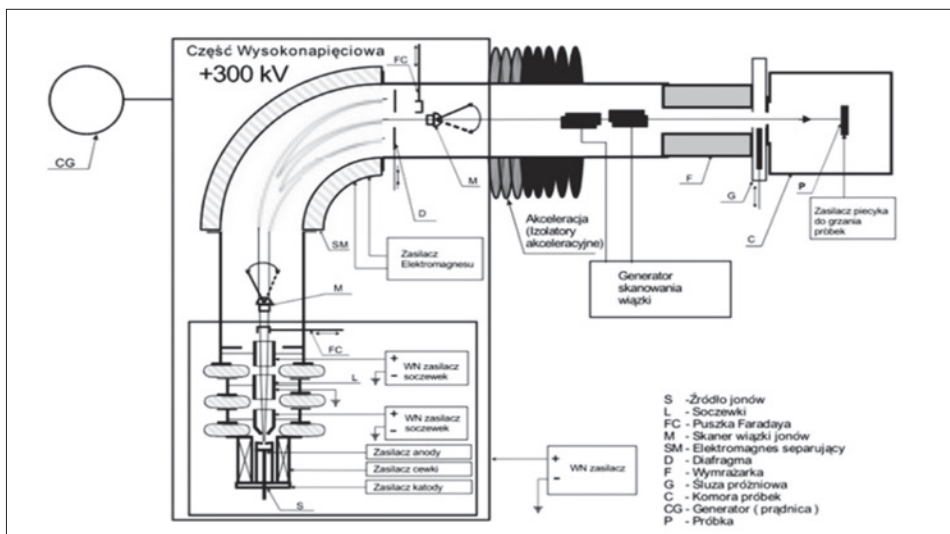 Część Wysokonapięciowa
+300 kV
FC
CG
M
D
SM
Zasilacz
Elektromagnesu
Akceleracja
(Izolatory
akceleracyjne)
Generator
skanowania
wiązki
F
G
C
P
Zasilacz piecyka
do grzania
próbek
M
FC
+
-
WN zasilacz
soczewek
L
+
-
WN zasilacz
soczewek
Zasilacz anody
Zasilacz cewki
Zasilacz katody
S
+
-
WN zasilacz
S -Źródło jonów
L - Soczewki
FC - Puszka Faradaya
M - Skaner wiązki jonów
SM - Elektromagnes separujący
D - Diafragma
F - Wymrażarka
G - Śluza próżniowa
C - Komora próbek
CG - Generator ( prądnica )
P - Próbka